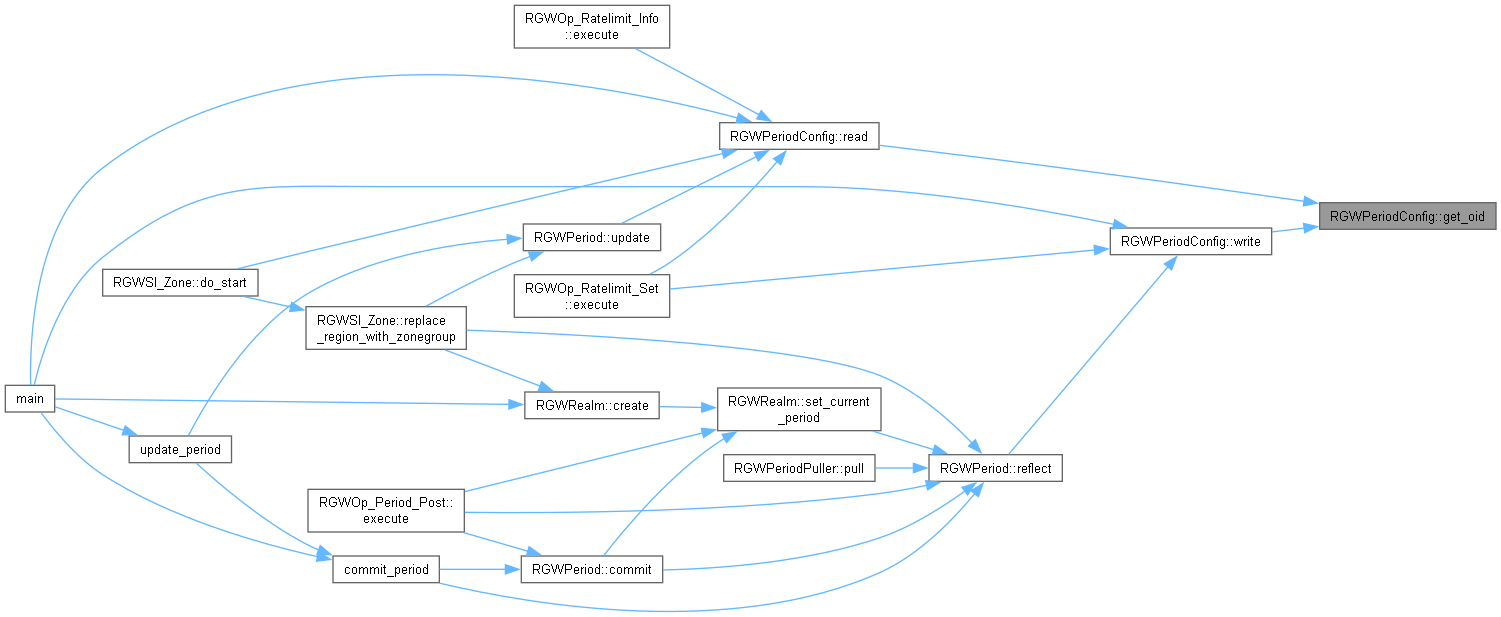 RGWOp_Ratelimit_Info
::execute
RGWPeriodConfig::read
RGWPeriodConfig::get_oid
RGWPeriod::update
RGWPeriodConfig::write
RGWSI_Zone::do_start
RGWOp_Ratelimit_Set
::execute
RGWSI_Zone::replace
_region_with_zonegroup
main
RGWRealm::create
RGWRealm::set_current
_period
update_period
RGWPeriodPuller::pull
RGWPeriod::reflect
RGWOp_Period_Post::
execute
commit_period
RGWPeriod::commit